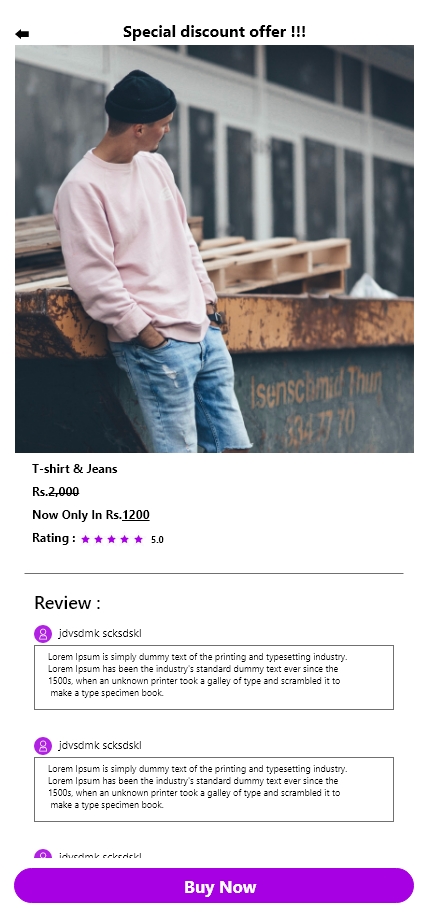 Special discount offer !!!
Isenschmid Thun
334 77 70
T-shirt & Jeans
Rs.2,000
Now Only In Rs.1200
Rating : 5.0
Review :
jdvsdmk scksdskl
Lorem Ipsum is simply dummy text of the printing and typesetting industry.
Lorem Ipsum has been the industry's standard dummy text ever since the
1500s, when an unknown printer took a galley of type and scrambled it to
make a type specimen book.
jdvsdmk scksdskl
Lorem Ipsum is simply dummy text of the printing and typesetting industry.
Lorem Ipsum has been the industry's standard dummy text ever since the
1500s, when an unknown printer took a galley of type and scrambled it to
make a type specimen book.
jdvsdmk scksdskl
Buy Now